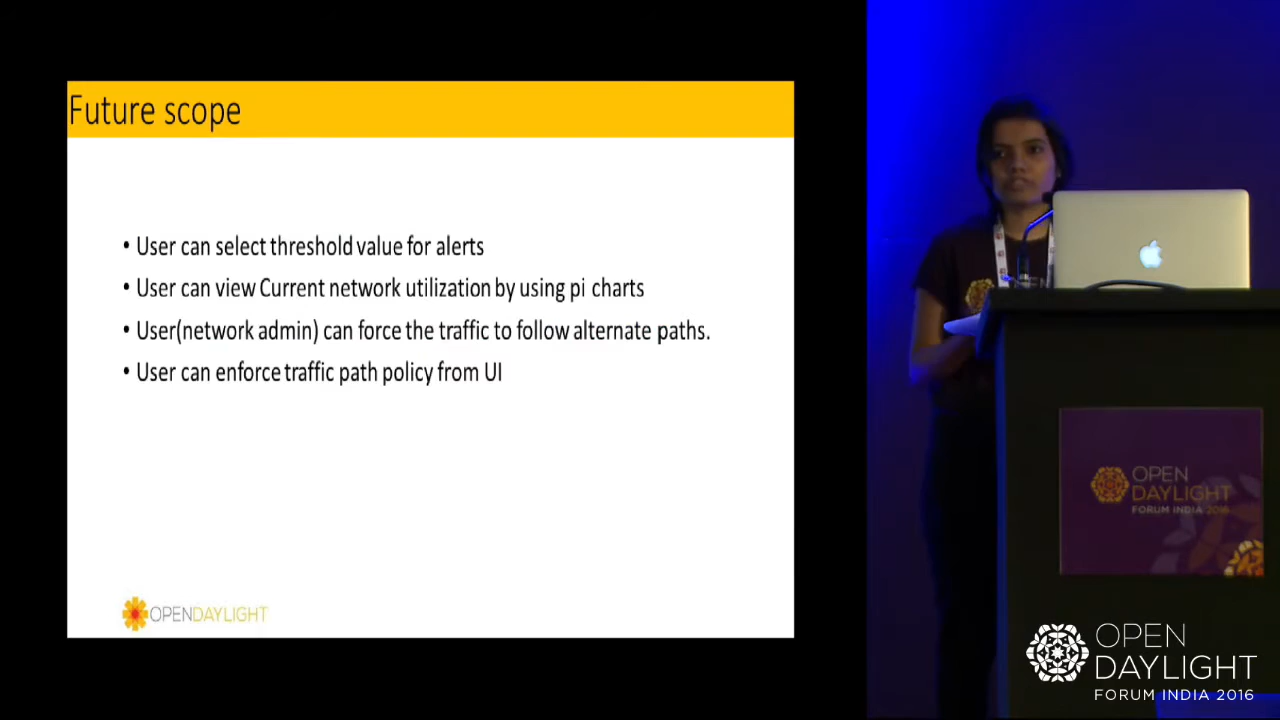 Future scope
• User can select threshold value for alerts
• User can view Current network utilization by using pi charts
• User(network admin) can force the traffic to follow alternate paths.
• User can enforce traffic path policy from UI
OPENDAYLIGHT
OPEN
DAYLIGHT
FORUM INDIA 2016
OPEN
DAYLIGHT
FORUM INDIA 2016